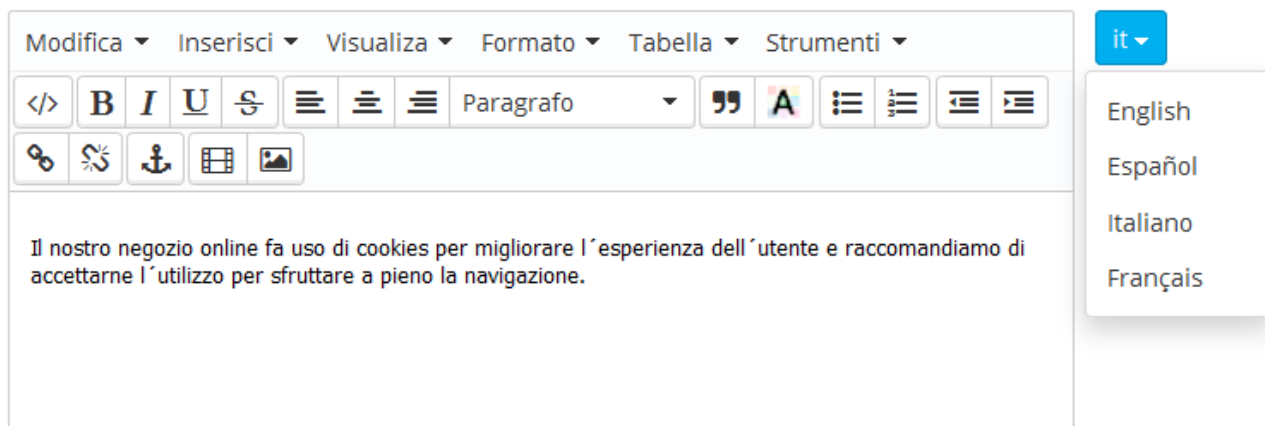 Modifica Inserisci Visualizza Formato Tabella Strumenti
it
B I U S Paragrafo A
English
Español
Italiano
Français
Il nostro negozio online fa uso di cookies per migliorare l´esperienza dell´utente e raccomandiamo di
accettarne l´utilizzo per sfruttare a pieno la navigazione.